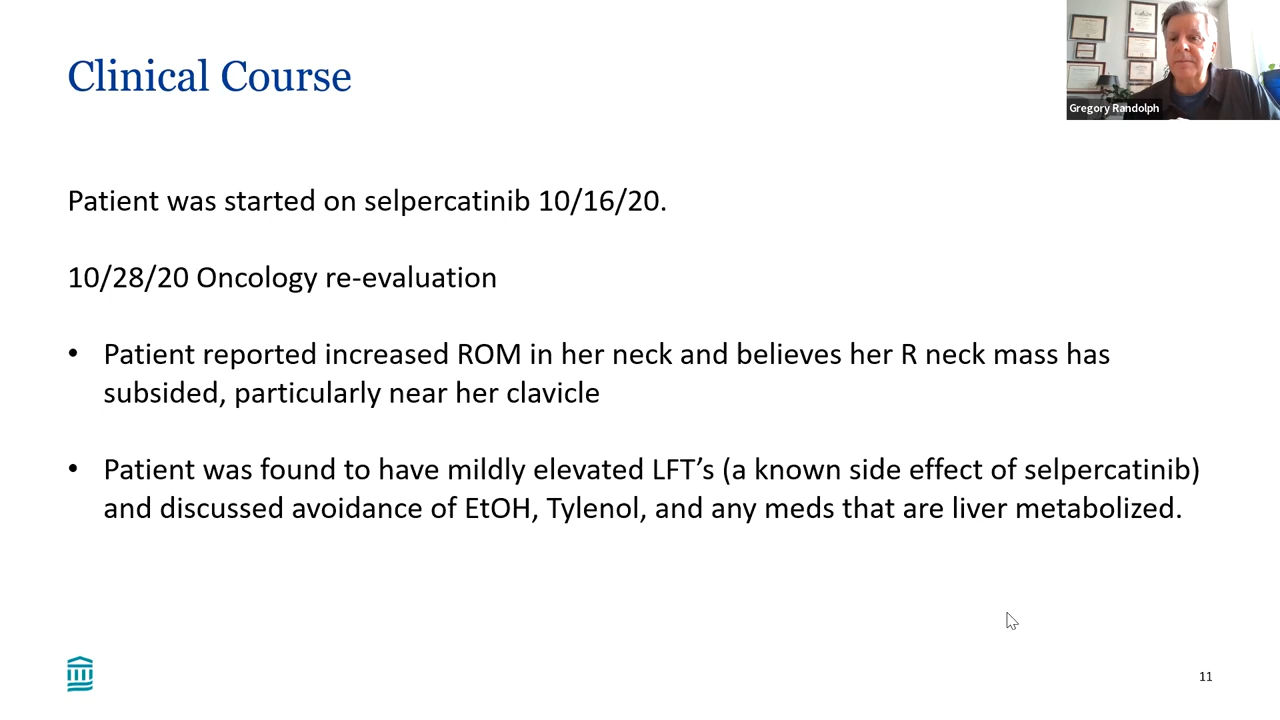 Clinical Course
Gregory Randolph
Patient was started on selpercatinib 10/16/20.
10/28/20 Oncology re-evaluation
• Patient reported increased ROM in her neck and believes her R neck mass has
subsided, particularly near her clavicle
• Patient was found to have mildly elevated LFT’s (a known side effect of selpercatinib)
and discussed avoidance of EtOH, Tylenol, and any meds that are liver metabolized.
11